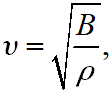 υ = √(B/ρ),